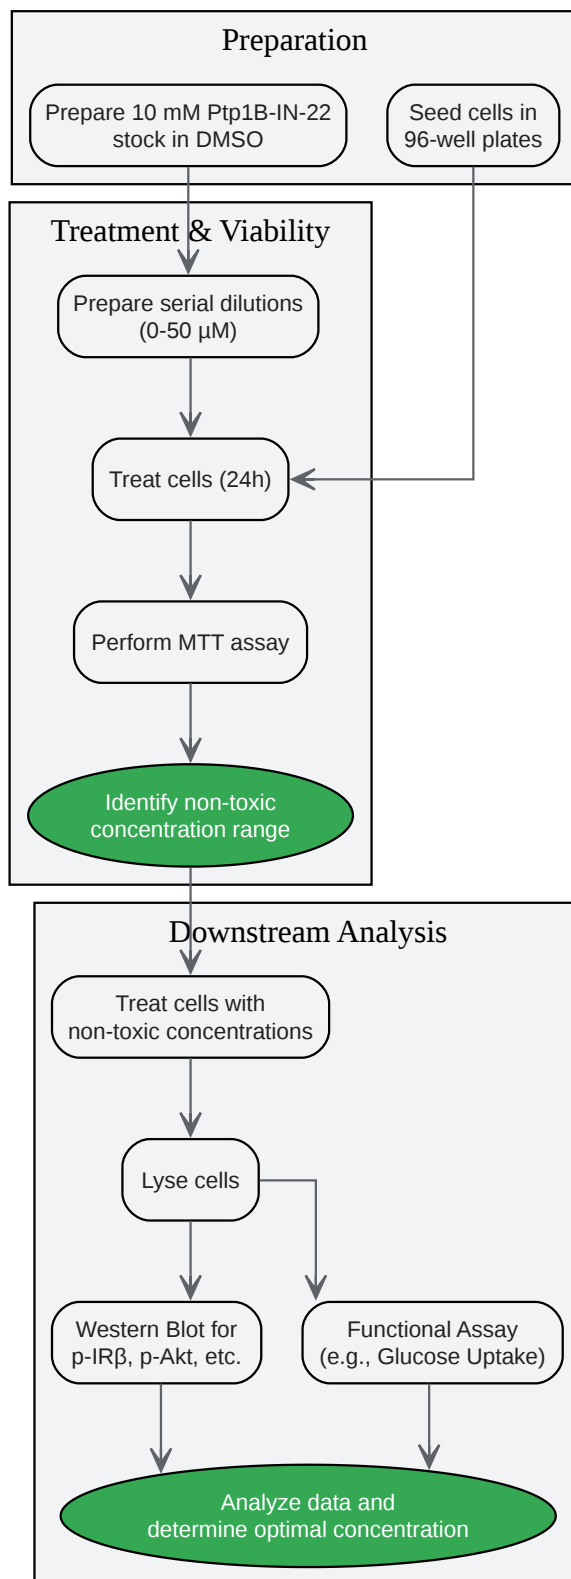 Preparation
Prepare 10 mM Ptp1B-IN-22
stock in DMSO
Seed cells in
96-well plates
Treatment & Viability
Prepare serial dilutions
(0-50 µM)
Treat cells (24h)
Perform MTT assay
Identify non-toxic
concentration range
Downstream Analysis
Treat cells with
non-toxic concentrations
Lyse cells
Western Blot for
p-IRβ, p-Akt, etc.
Functional Assay
(e.g., Glucose Uptake)
Analyze data and
determine optimal concentration